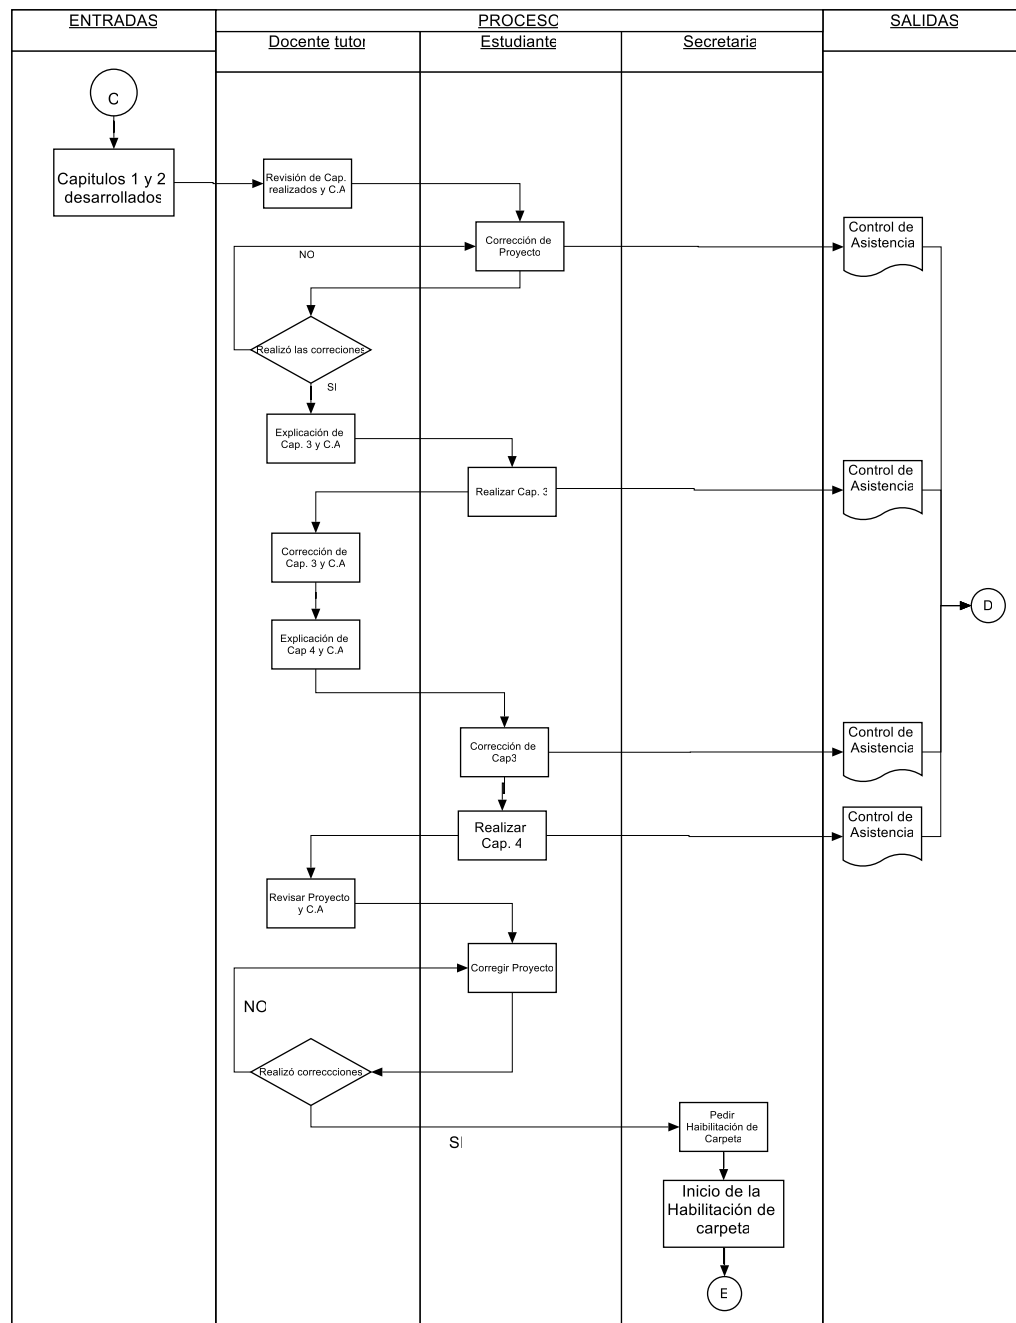 ENTRADAS
PROCESO
SALIDAS
Docente tutor
Estudiante
Secretaria
C
Capitulos 1 y 2
desarrollados
Revisión de Cap.
realizados y C.A
Corrección de
Proyecto
Control de
Asistencia
NO
Realizó las correciones
SI
Explicación de
Cap. 3 y C.A
Realizar Cap. 3
Control de
Asistencia
Corrección de
Cap. 3 y C.A
D
Explicación de
Cap 4 y C.A
Corrección de
Cap3
Control de
Asistencia
Realizar
Cap. 4
Control de
Asistencia
Revisar Proyecto
y C.A
Corregir Proyecto
NO
Realizó correccciones
SI
Pedir
Haibilitación de
Carpeta
Inicio de la
Habilitación de
carpeta
E